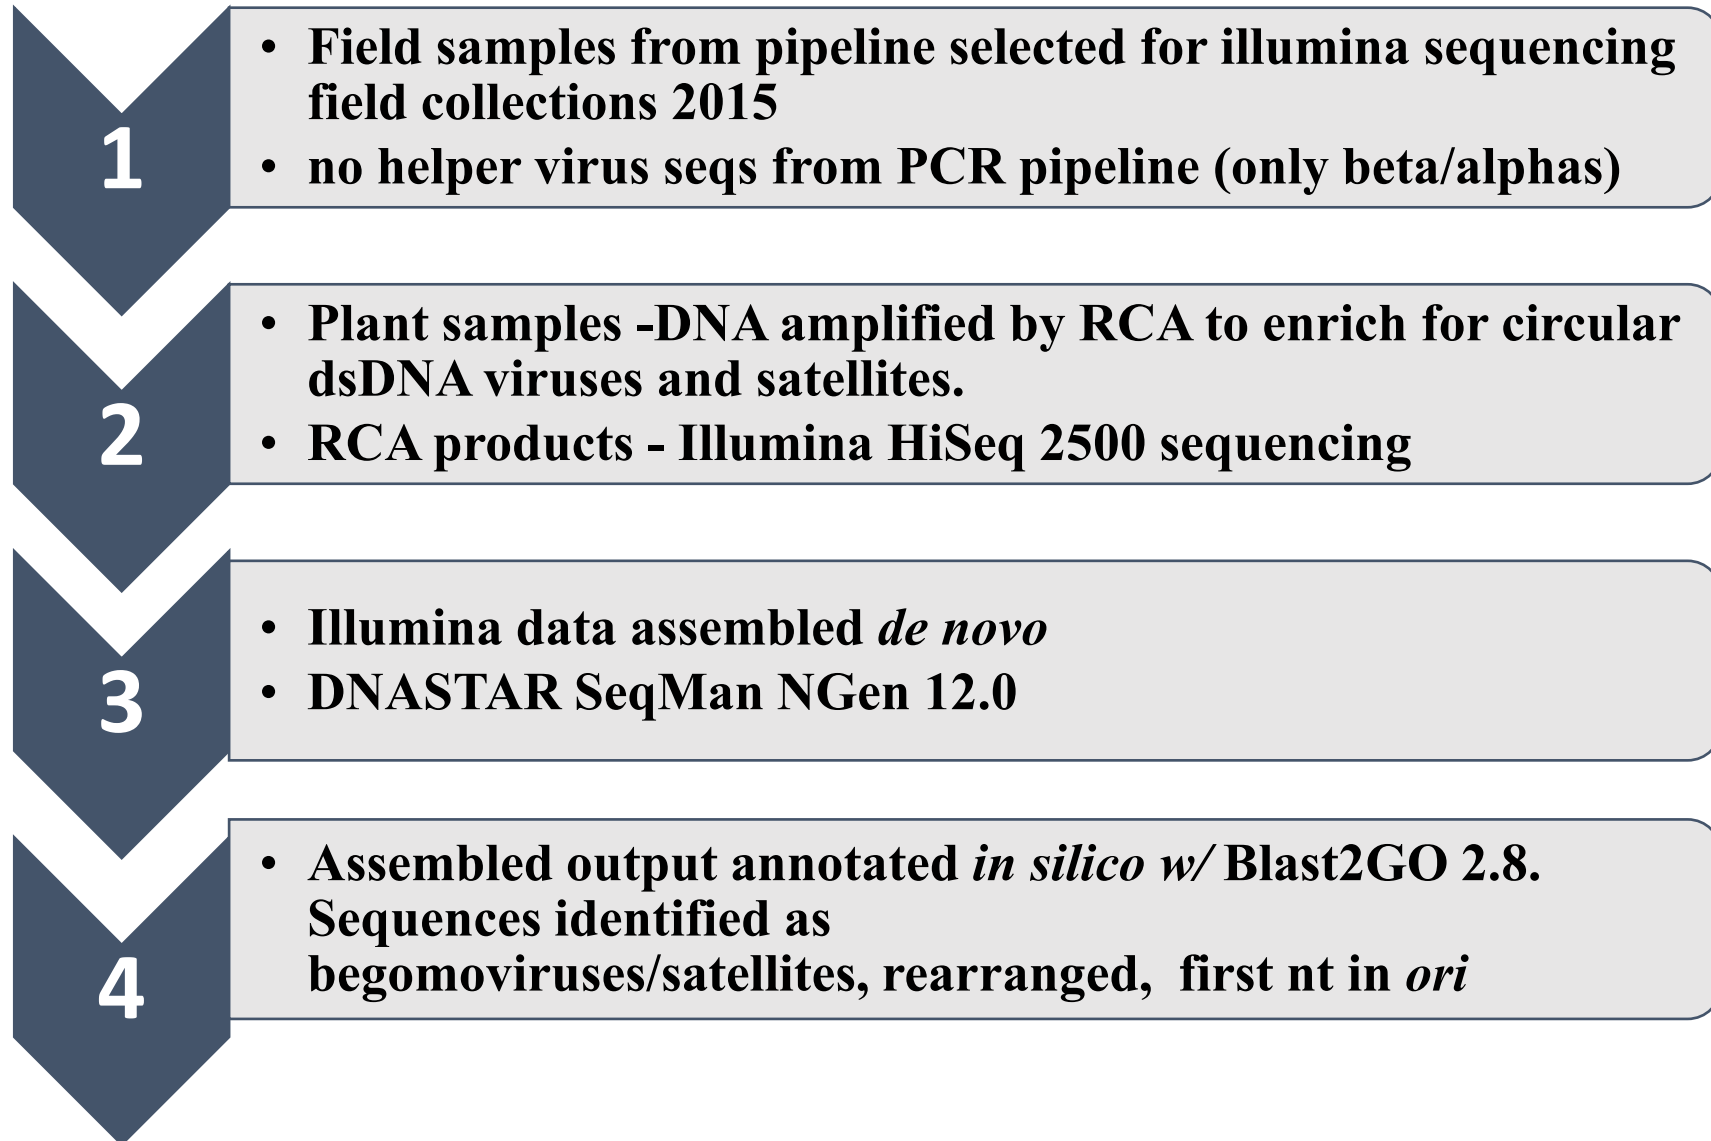 1
• Field samples from pipeline selected for illumina sequencing
field collections 2015
• no helper virus seqs from PCR pipeline (only beta/alphas)
2
• Plant samples -DNA amplified by RCA to enrich for circular
dsDNA viruses and satellites.
• RCA products - Illumina HiSeq 2500 sequencing
3
• Illumina data assembled de novo
• DNASTAR SeqMan NGen 12.0
4
• Assembled output annotated in silico w/ Blast2GO 2.8.
Sequences identified as
begomoviruses/satellites, rearranged, first nt in ori